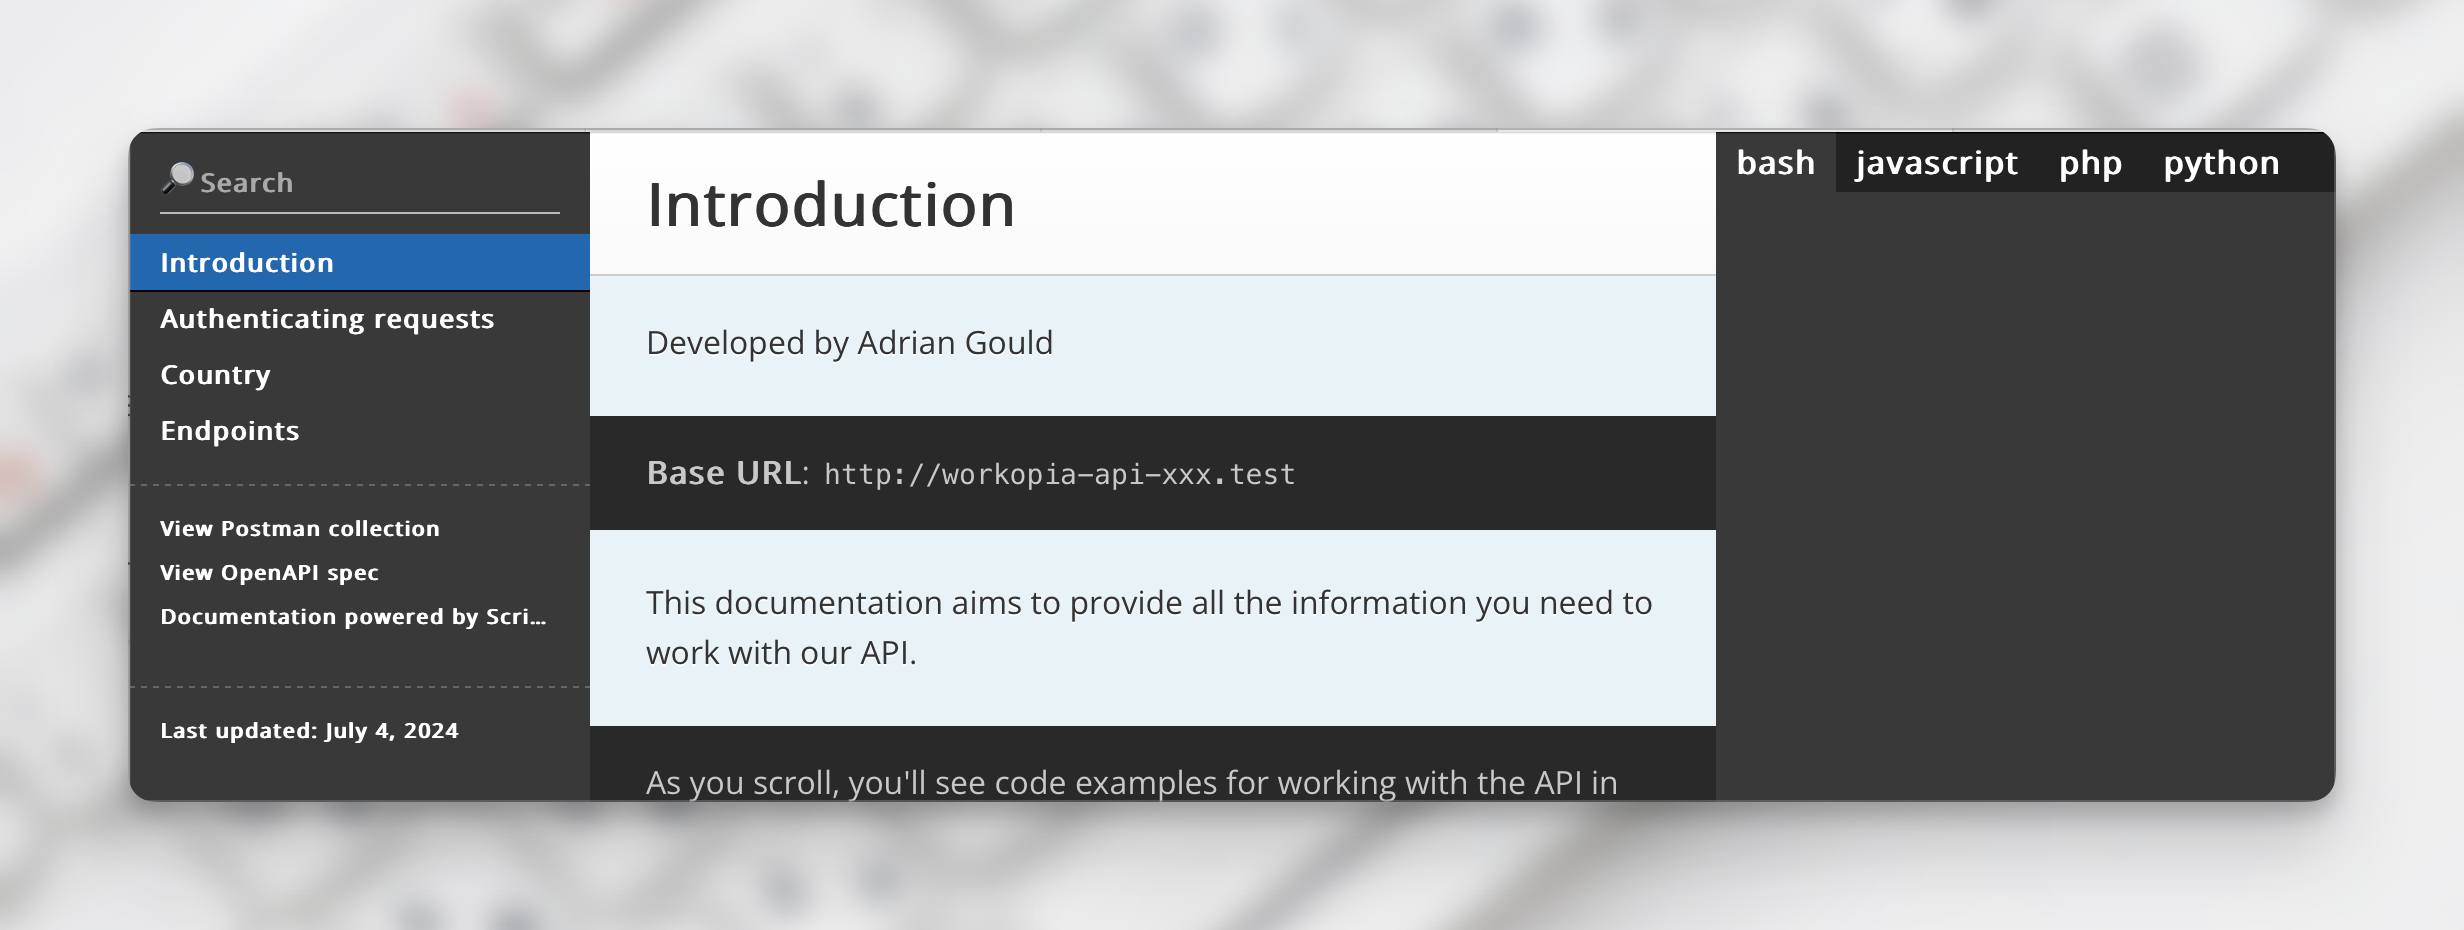 Search
Introduction
Authenticating requests
Country
Endpoints
View Postman collection
View OpenAPI spec
Documentation powered by Scri...
Last updated: July 4, 2024
Introduction
Developed by Adrian Gould
Base URL: http://workopia-api-xxx.test
This documentation aims to provide all the information you need to
work with our API.
As you scroll, you'll see code examples for working with the API in
bash javascript php python